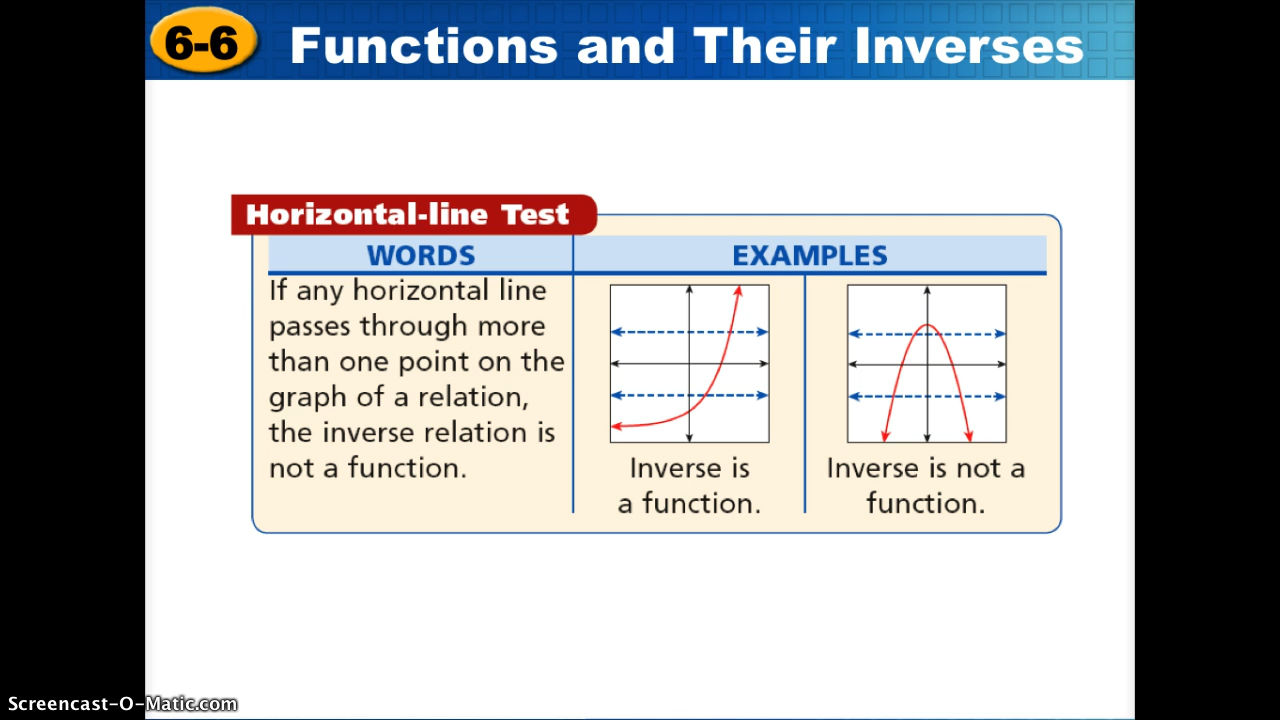 6-6 Functions and Their Inverses
Horizontal-line Test
WORDS
EXAMPLES
If any horizontal line
passes through more
than one point on the
graph of a relation,
the inverse relation is
not a function.
Inverse is
a function.
Inverse is not a
function.
Screencast-O-Matic.com